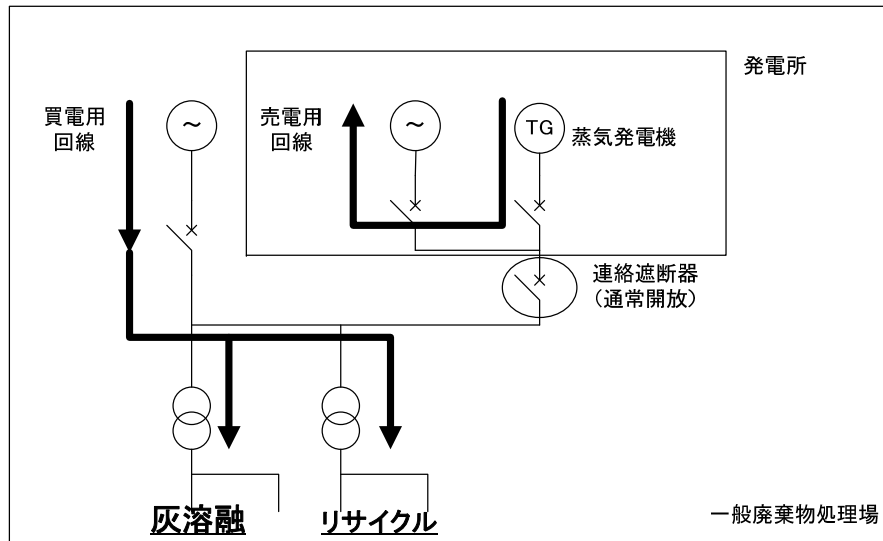 発電所
買電用
回線
～
売電用
回線
～
TG
蒸気発電機
連絡遮断器
（通常開放）
灰溶融
リサイクル
一般廃棄物処理場